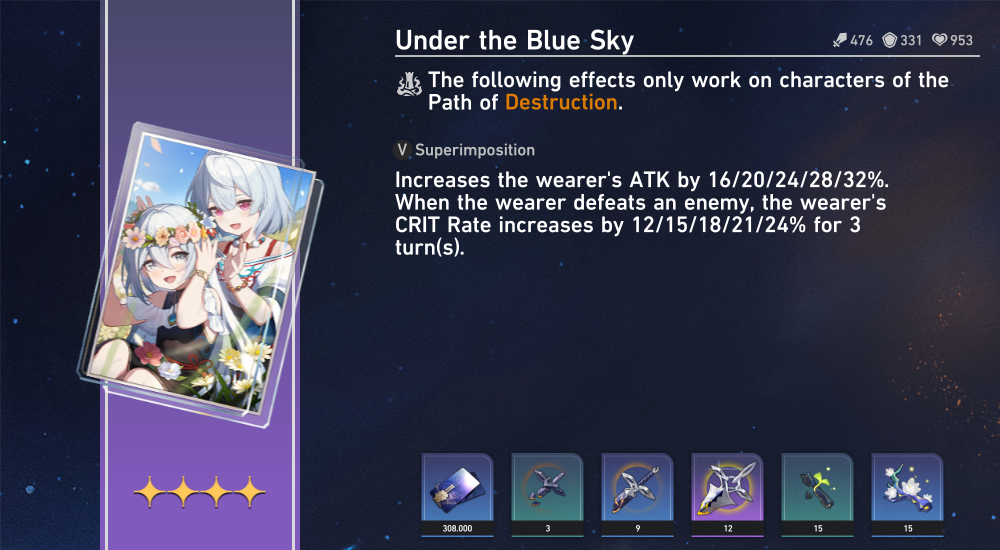 Under the Blue Sky
476 331 953
The following effects only work on characters of the
Path of Destruction.
V Superimposition
Increases the wearer's ATK by 16/20/24/28/32%.
When the wearer defeats an enemy, the wearer's
CRIT Rate increases by 12/15/18/21/24% for 3
turn(s).
308.000 3 9 12 15 15